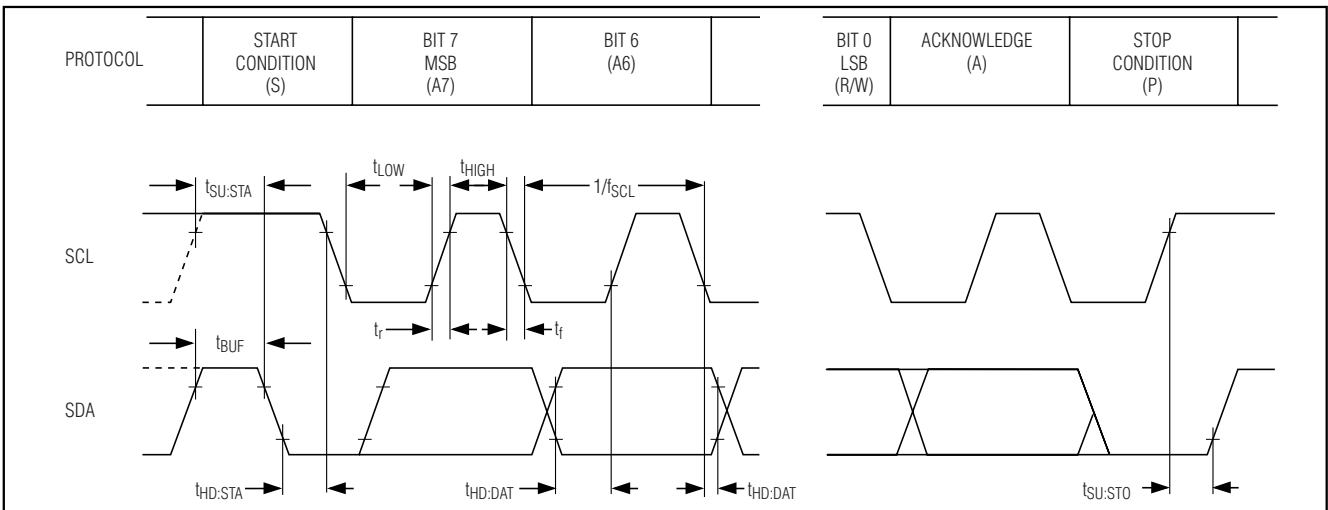 PROTOCOL
START
CONDITION
(S)
BIT 7
MSB
(A7)
BIT 6
(A6)
BIT 0
LSB
(R/W)
ACKNOWLEDGE
(A)
STOP
CONDITION
(P)
tSU:STA
tLOW
tHIGH
1/fSCL
SCL
tr
tf
tBUF
SDA
tHD:STA
tHD:DAT
tHD:DAT
tSU:STO